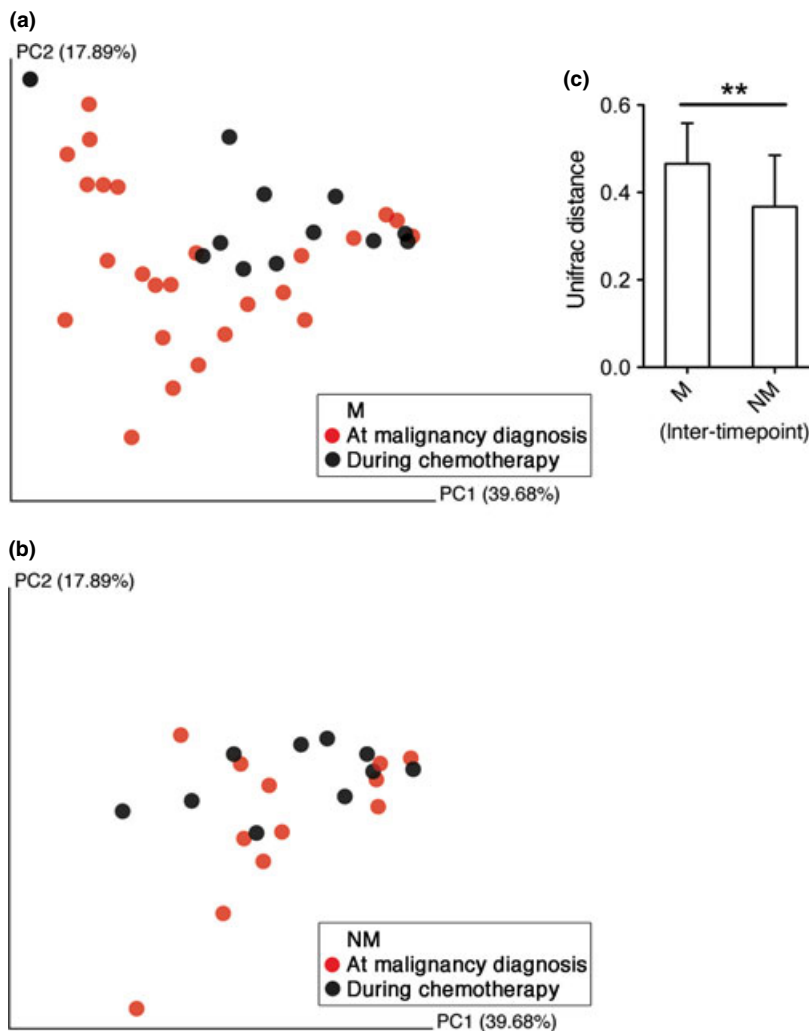 (a)
PC2 (17.89%)
M
At malignancy diagnosis
During chemotherapy
PC1 (39.68%)
(c)
**
0.6
0.4
0.2
0.0
Unifrac distance
M
NM
(Inter-timepoint)
(b)
PC2 (17.89%)
NM
At malignancy diagnosis
During chemotherapy
PC1 (39.68%)